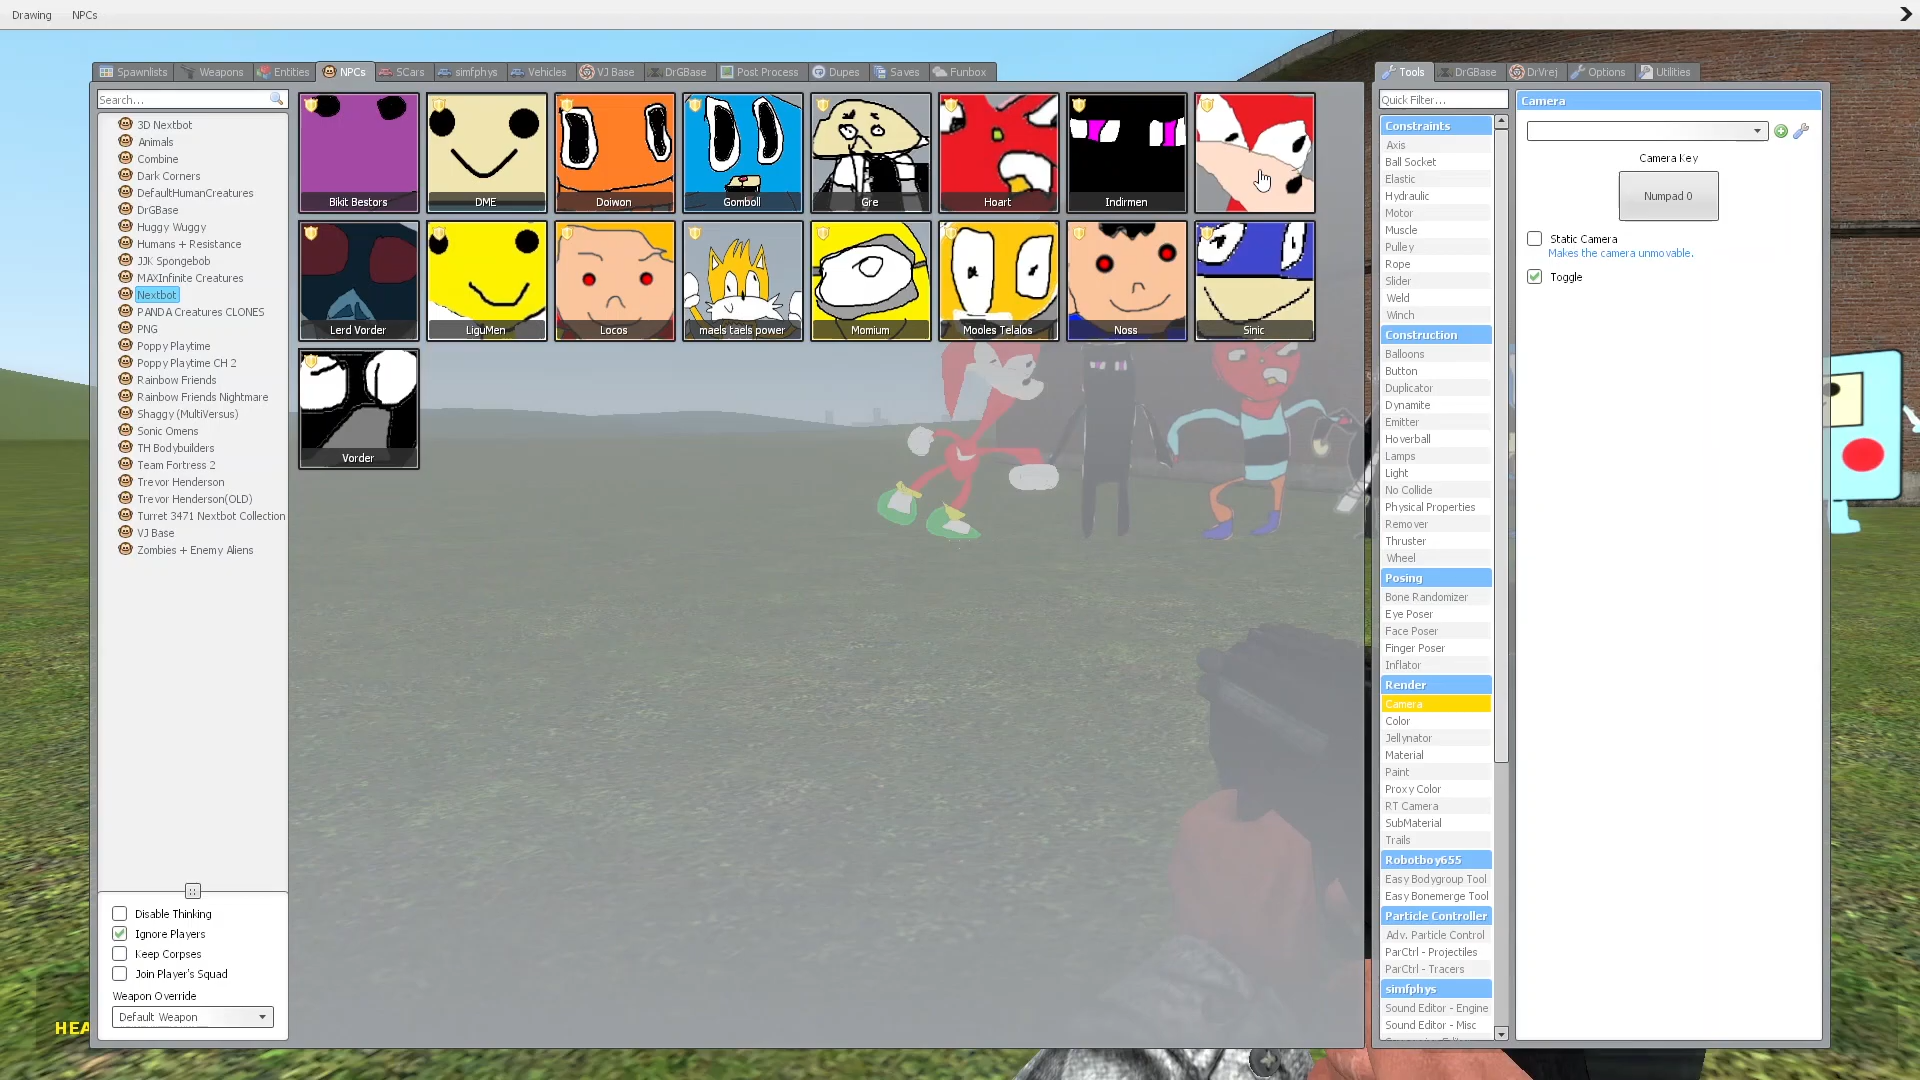 Drawing NPCs
Spawnlists Weapons Entities NPCs SCars simfphys Vehicles VJ Base DrGBase Post Process Dupes Saves Funbox
Tools DrGBase DrVrej Options Utilities
Search...
3D Nextbot
Animals
Combine
Dark Corners
DefaultHumanCreatures
DrGBase
Huggy Wuggy
Humans + Resistance
JJK Spongebob
MAXInfinite Creatures
Nextbot
PANDA Creatures CLONES
PNG
Poppy Playtime
Poppy Playtime CH 2
Rainbow Friends
Rainbow Friends Nightmare
Shaggy (MultiVersus)
Sonic Omens
TH Bodybuilders
Team Fortress 2
Trevor Henderson
Trevor Henderson(OLD)
Turret 3471 Nextbot Collection
VJ Base
Zombies + Enemy Aliens
Disable Thinking
Ignore Players
Keep Corpses
Join Player's Squad
Weapon Override
Default Weapon
HEA
Bikit Bestors
DME
Doiwon
Gomboll
Gre
Hoart
Indirmen
Lerd Vorder
LiguMen
Locos
maels taels power
Momium
Mooles Telalos
Noss
Sinic
Vorder
Quick Filter...
Constraints
Axis
Ball Socket
Elastic
Hydraulic
Motor
Muscle
Pulley
Rope
Slider
Weld
Winch
Construction
Balloons
Button
Duplicator
Dynamite
Emitter
Hoverball
Lamps
Light
No Collide
Physical Properties
Remover
Thruster
Wheel
Posing
Bone Randomizer
Eye Poser
Face Poser
Finger Poser
Inflator
Render
Camera
Color
Jellynator
Material
Paint
Proxy Color
RT Camera
SubMaterial
Trails
Robotboy655
Easy Bodygroup Tool
Easy Bonemerge Tool
Particle Controller
Adv. Particle Control
ParCtrl - Projectiles
ParCtrl - Tracers
simfphys
Sound Editor - Engine
Sound Editor - Misc
Camera
Camera Key
Numpad 0
Static Camera
Makes the camera unmovable.
Toggle